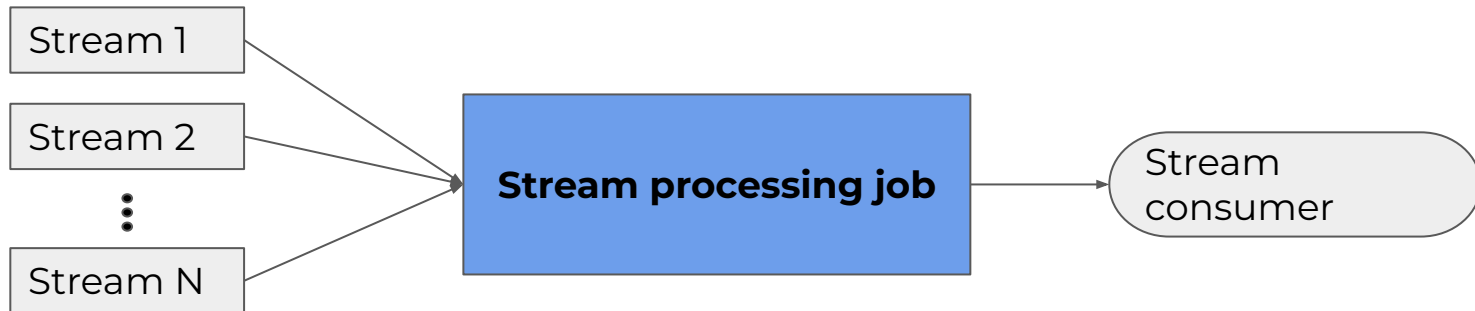 Stream 1
Stream 2
Stream N
Stream processing job
Stream
consumer